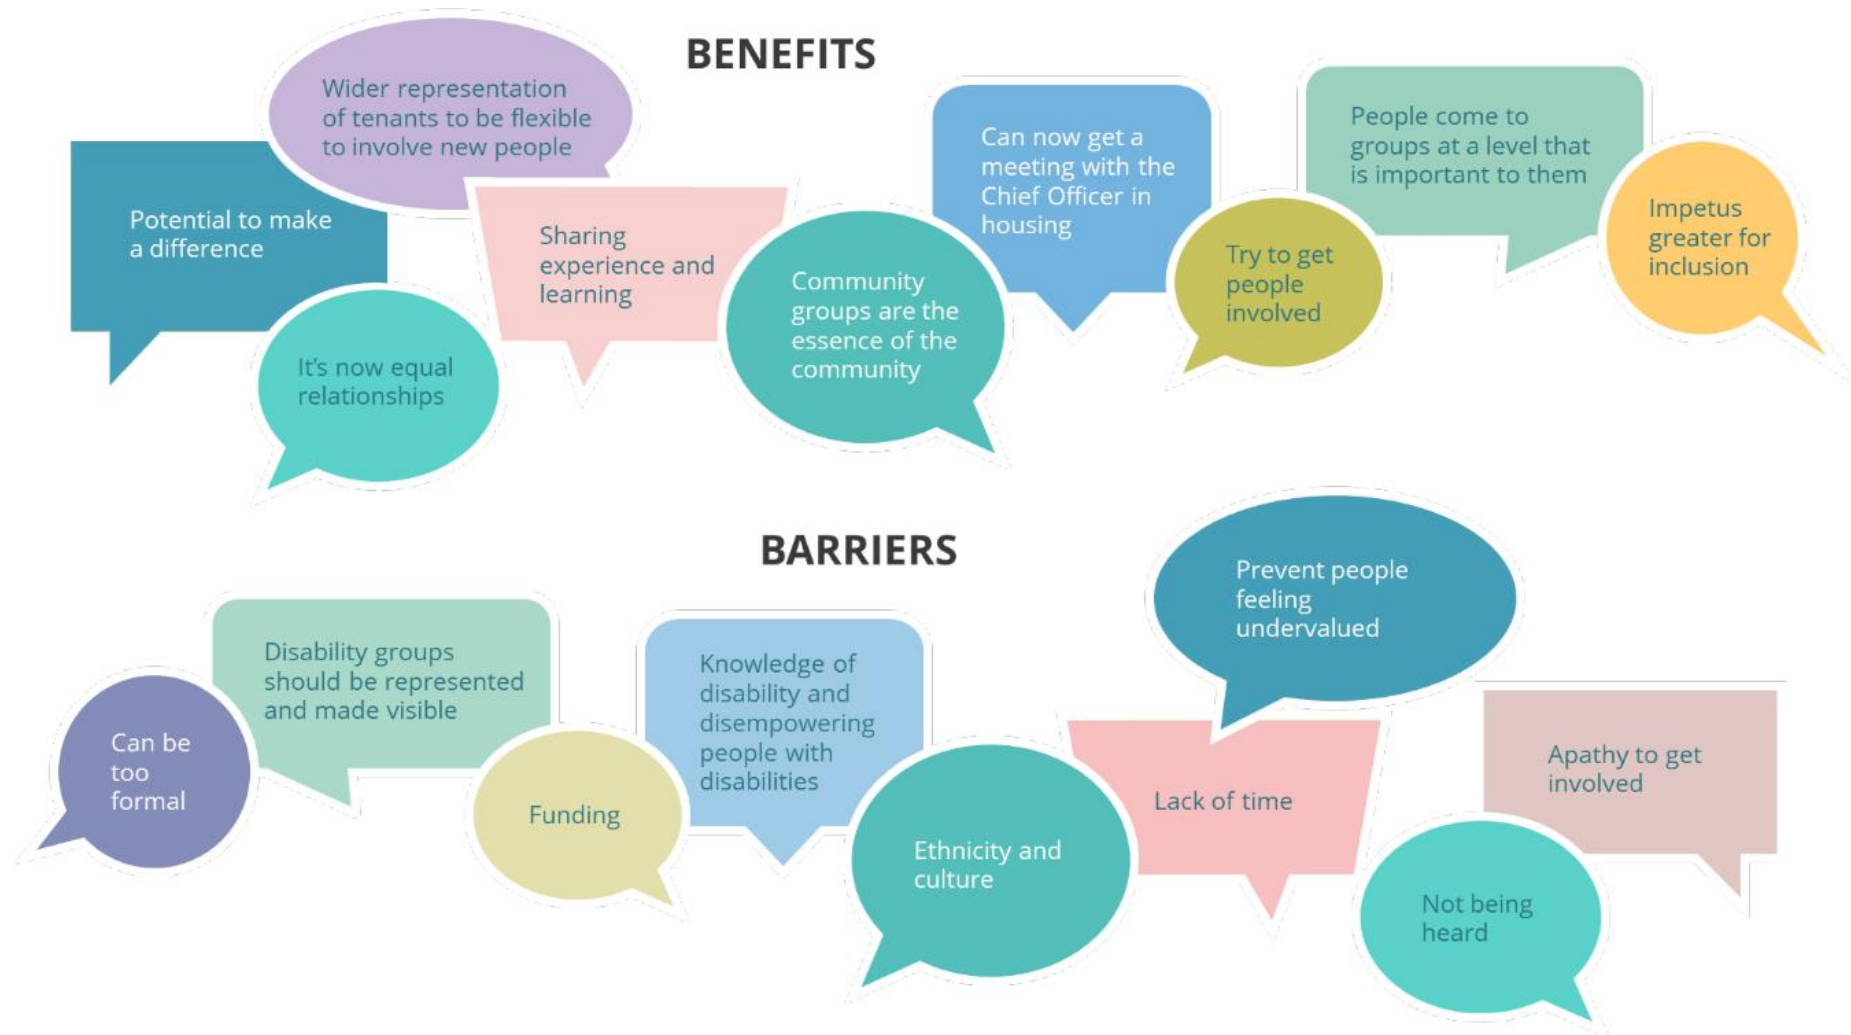 BENEFITS
Potential to make
a difference
Wider representation
of tenants to be flexible
to involve new people
It's now equal
relationships
Sharing
experience and
learning
Community
groups are the
essence of the
community
Can now get a
meeting with the
Chief Officer in
housing
Try to get
people
involved
People come to
groups at a level that
is important to them
Impetus
greater for
inclusion
BARRIERS
Can be
too
formal
Disability groups
should be represented
and made visible
Funding
Knowledge of
disability and
disempowering
people with
disabilities
Ethnicity and
culture
Lack of time
Prevent people
feeling
undervalued
Not being
heard
Apathy to get
involved